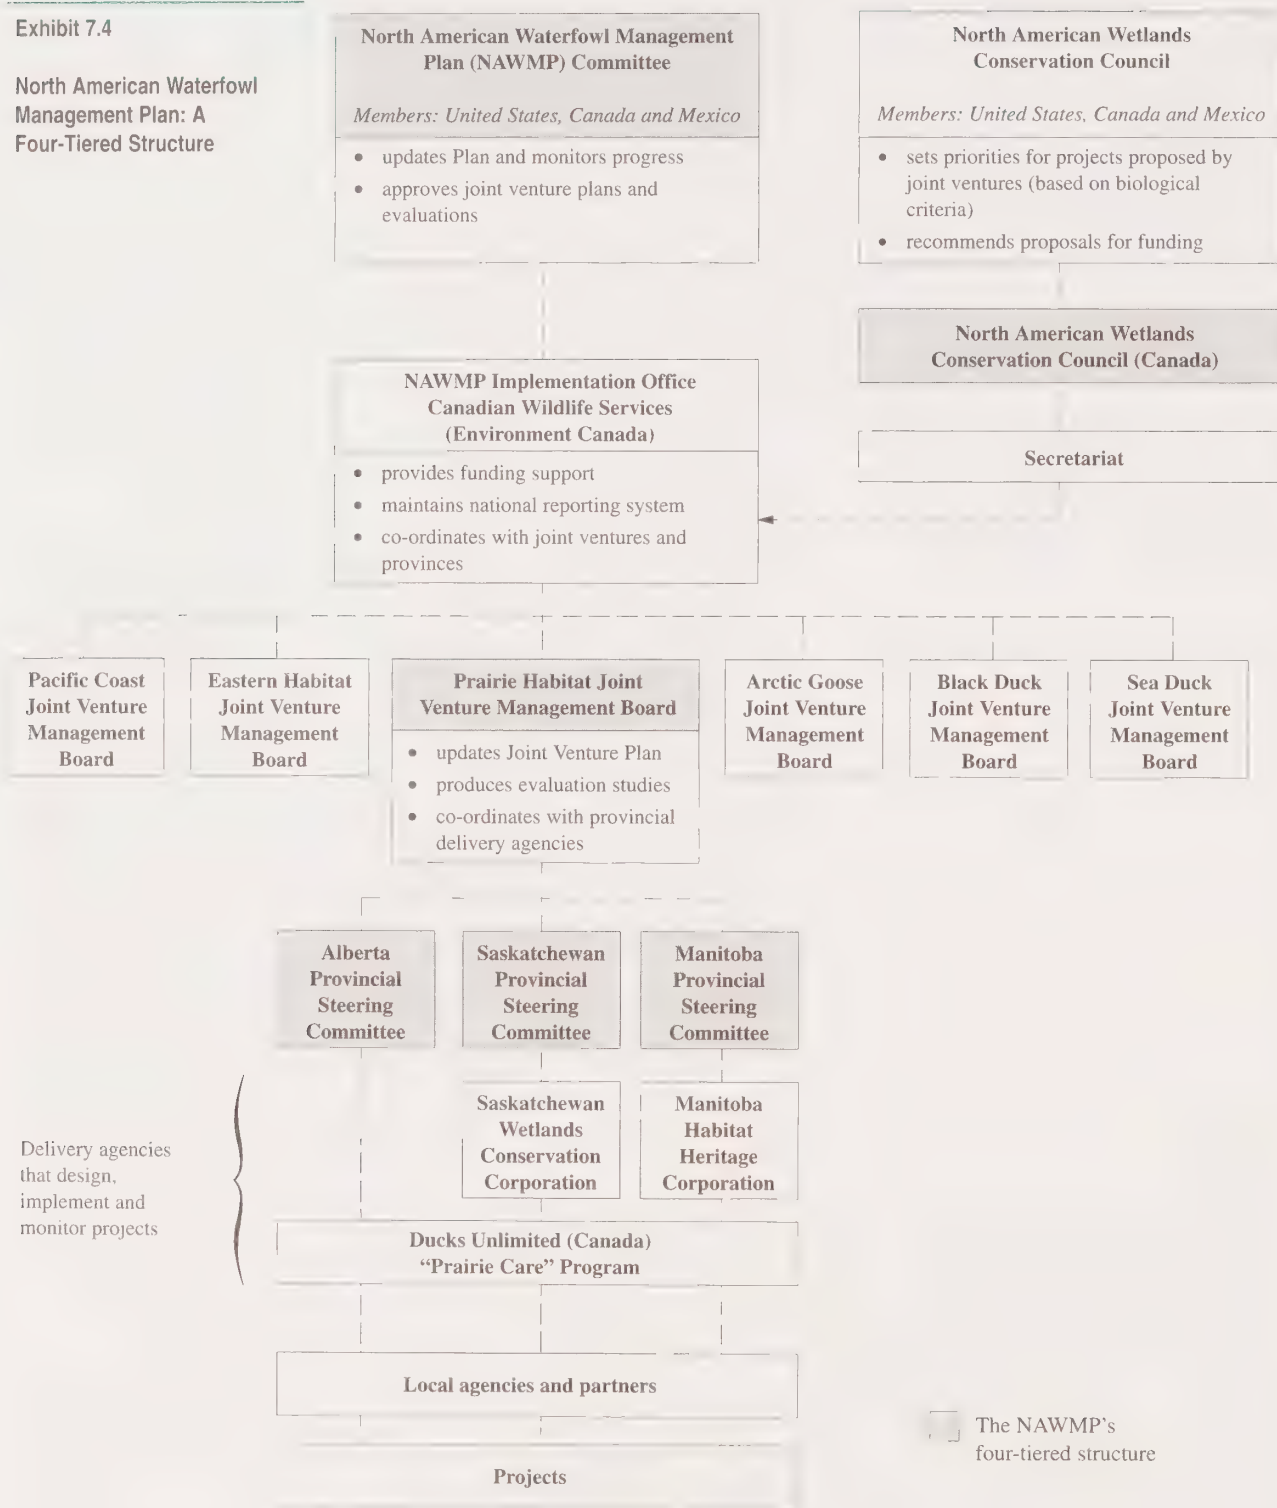 Exhibit 7.4
North American Waterfowl
Management Plan: A
Four-Tiered Structure
North American Waterfowl Management
Plan (NAWMP) Committee
Members: United States, Canada and Mexico
• updates Plan and monitors progress
• approves joint venture plans and
evaluations
North American Wetlands
Conservation Council
Members: United States, Canada and Mexico
• sets priorities for projects proposed by
joint ventures (based on biological
criteria)
• recommends proposals for funding
North American Wetlands
Conservation Council (Canada)
Secretariat
NAWMP Implementation Office
Canadian Wildlife Services
(Environment Canada)
• provides funding support
• maintains national reporting system
• co-ordinates with joint ventures and
provinces
Pacific Coast
Joint Venture
Management
Board
Eastern Habitat
Joint Venture
Management
Board
Prairie Habitat Joint
Venture Management Board
• updates Joint Venture Plan
• produces evaluation studies
• co-ordinates with provincial
delivery agencies
Arctic Goose
Joint Venture
Management
Board
Black Duck
Joint Venture
Management
Board
Sea Duck
Joint Venture
Management
Board
Alberta
Provincial
Steering
Committee
Saskatchewan
Provincial
Steering
Committee
Manitoba
Provincial
Steering
Committee
Delivery agencies
that design,
implement and
monitor projects
Saskatchewan
Wetlands
Conservation
Corporation
Manitoba
Habitat
Heritage
Corporation
Ducks Unlimited (Canada)
“Prairie Care” Program
Local agencies and partners
Projects
The NAWMP's
four-tiered structure